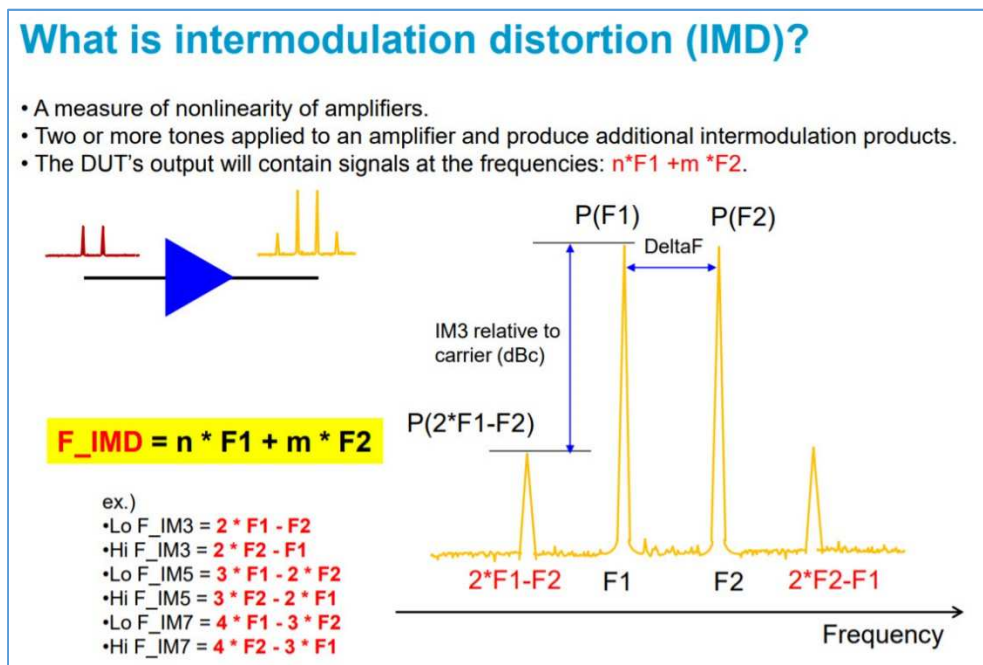 What is intermodulation distortion (IMD)?
• A measure of nonlinearity of amplifiers.
• Two or more tones applied to an amplifier and produce additional intermodulation products.
• The DUT's output will contain signals at the frequencies: n*F1 +m *F2.
P(F1)
P(F2)
DeltaF
IM3 relative to
carrier (dBc)
P(2*F1-F2)
F_IMD = n * F1 + m * F2
ex.)
•Lo F_IM3 = 2 * F1 - F2
•Hi F_IM3 = 2 * F2 - F1
•Lo F_IM5 = 3 * F1 - 2 * F2
•Hi F_IM5 = 3 * F2 - 2 * F1
•Lo F_IM7 = 4 * F1 - 3 * F2
•Hi F_IM7 = 4 * F2 - 3 * F1
2*F1-F2
F1
F2
2*F2-F1
Frequency